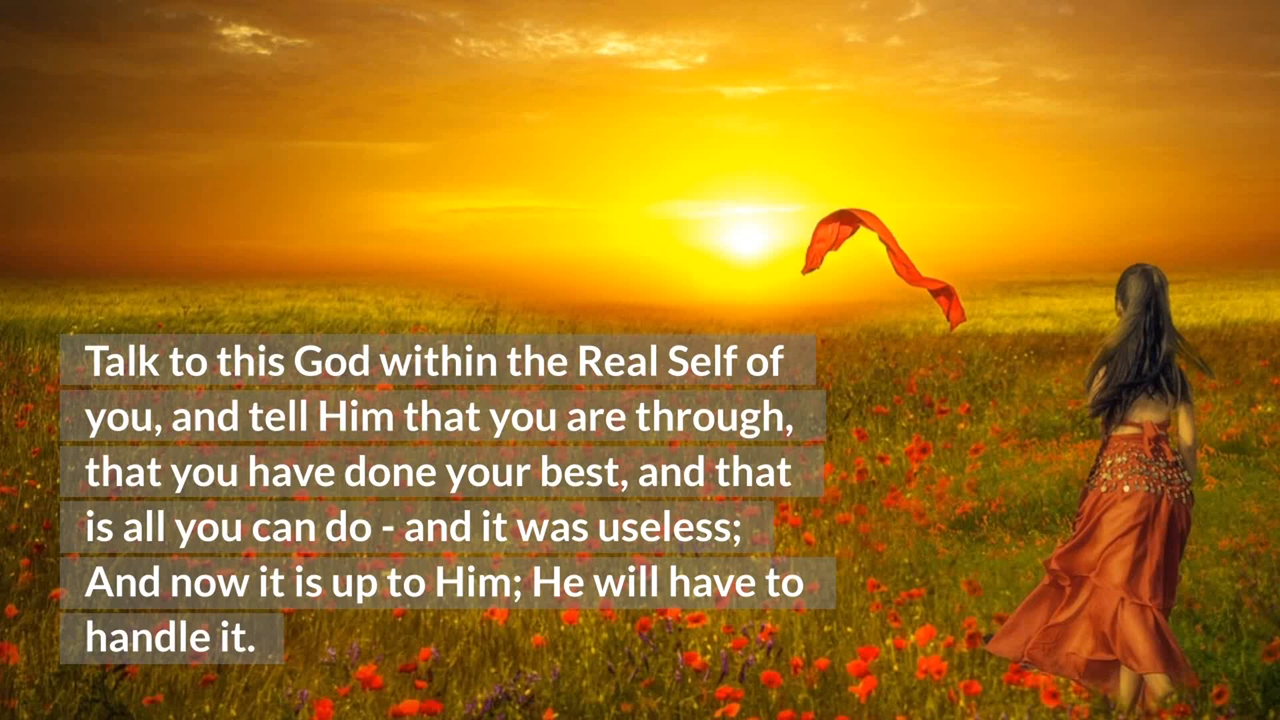 Talk to this God within the Real Self of
you, and tell Him that you are through,
that you have done your best, and that
is all you can do - and it was useless;
And now it is up to Him; He will have to
handle it.